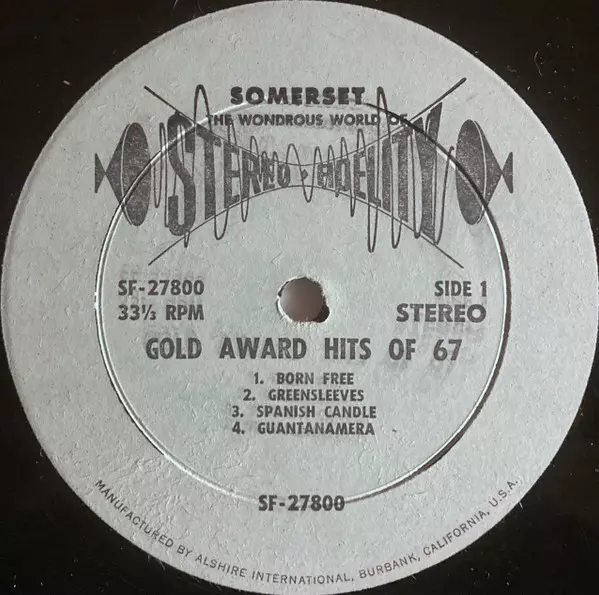 SOMERSET
THE WONDROUS WORLD OF
STEREO-FIDELITY
SF-27800
33⅓ RPM
SIDE 1
STEREO
GOLD AWARD HITS OF 67
1. BORN FREE
2. GREENSLEEVES
3. SPANISH CANDLE
4. GUANTANAMERA
SF-27800
MANUFACTURED BY ALSHIRE INTERNATIONAL, BURBANK, CALIFORNIA, U.S.A.